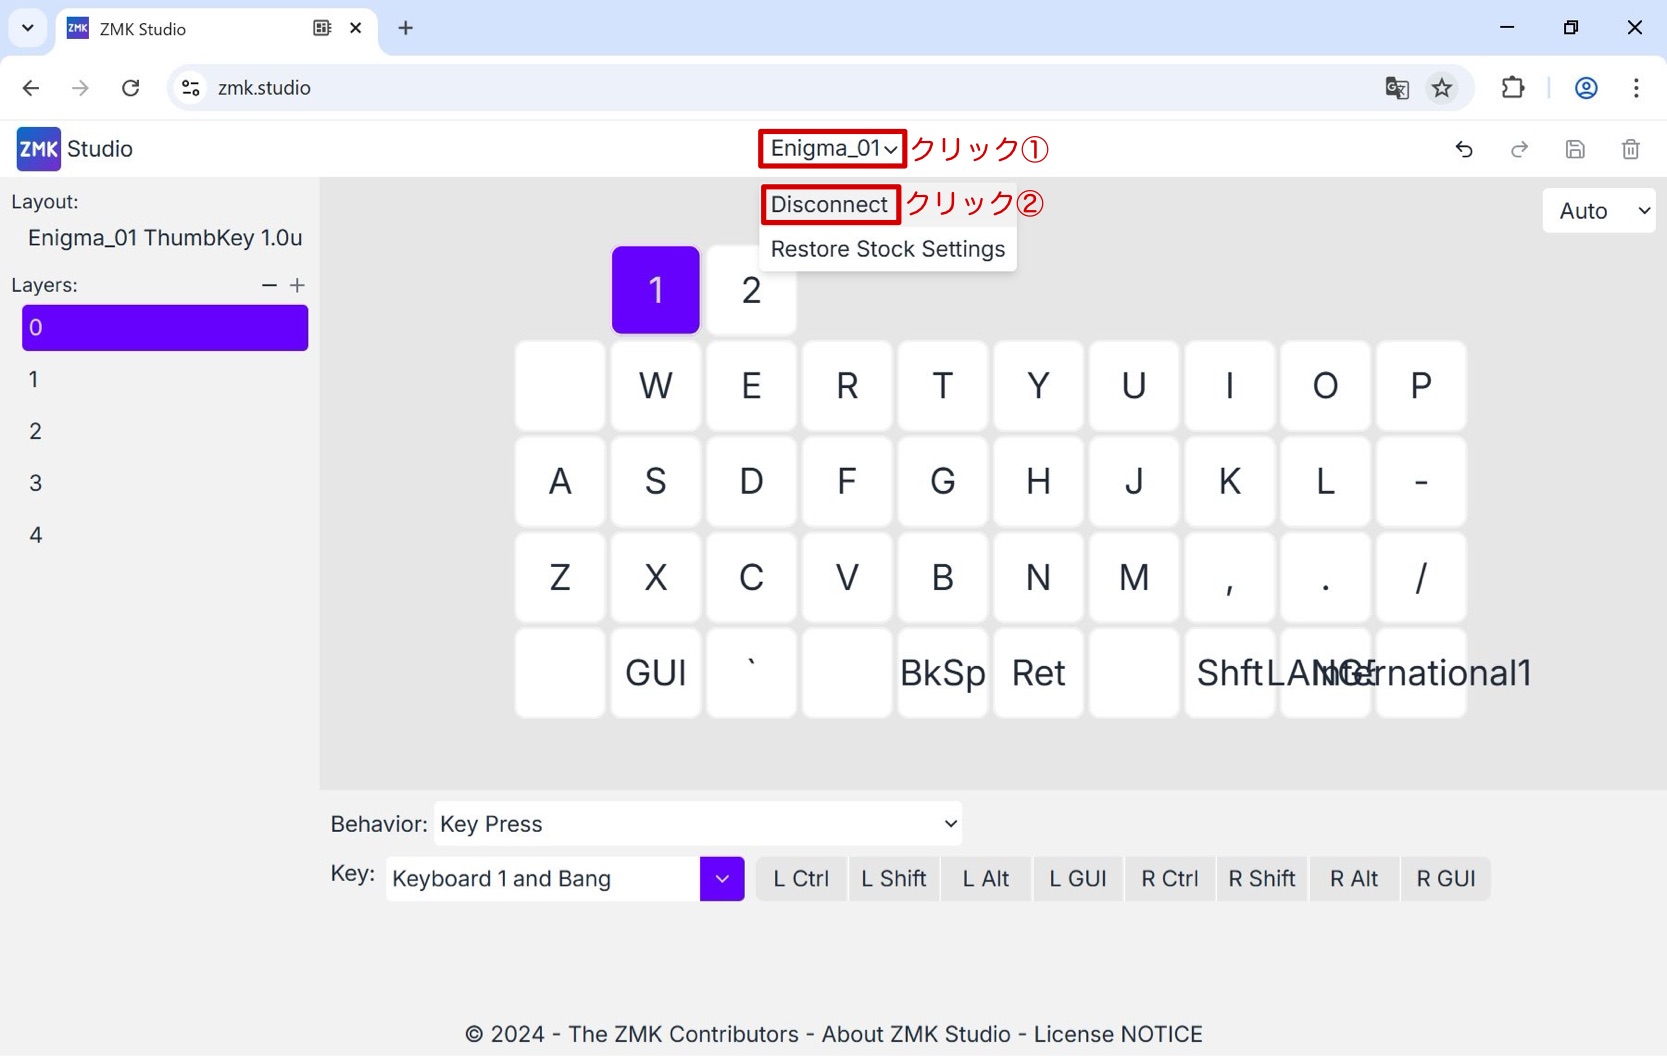 ZMK ZMK Studio
zmk.studio
ZMK Studio
Enigma_01 クリック①
Disconnect クリック②
Restore Stock Settings
Auto
Layout:
Enigma_01 ThumbKey 1.0u
Layers:
0
1
2
3
4
1 2
W E R T Y U I O P
A S D F G H J K L -
Z X C V B N M , . /
GUI ` BkSp Ret Shft International1
Behavior: Key Press
Key: Keyboard 1 and Bang L Ctrl L Shift L Alt L GUI R Ctrl R Shift R Alt R GUI
© 2024 - The ZMK Contributors - About ZMK Studio - License NOTICE